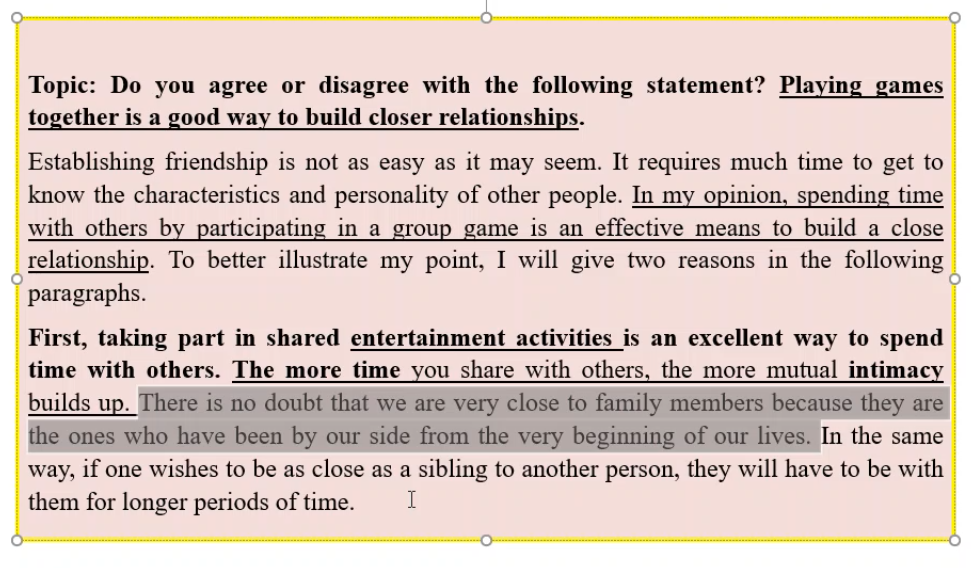 Topic: Do you agree or disagree with the following statement? Playing games
together is a good way to build closer relationships.
Establishing friendship is not as easy as it may seem. It requires much time to get to
know the characteristics and personality of other people. In my opinion, spending time
with others by participating in a group game is an effective means to build a close
relationship. To better illustrate my point, I will give two reasons in the following
paragraphs.
First, taking part in shared entertainment activities is an excellent way to spend
time with others. The more time you share with others, the more mutual intimacy
builds up. There is no doubt that we are very close to family members because they are
the ones who have been by our side from the very beginning of our lives. In the same
way, if one wishes to be as close as a sibling to another person, they will have to be with
them for longer periods of time.